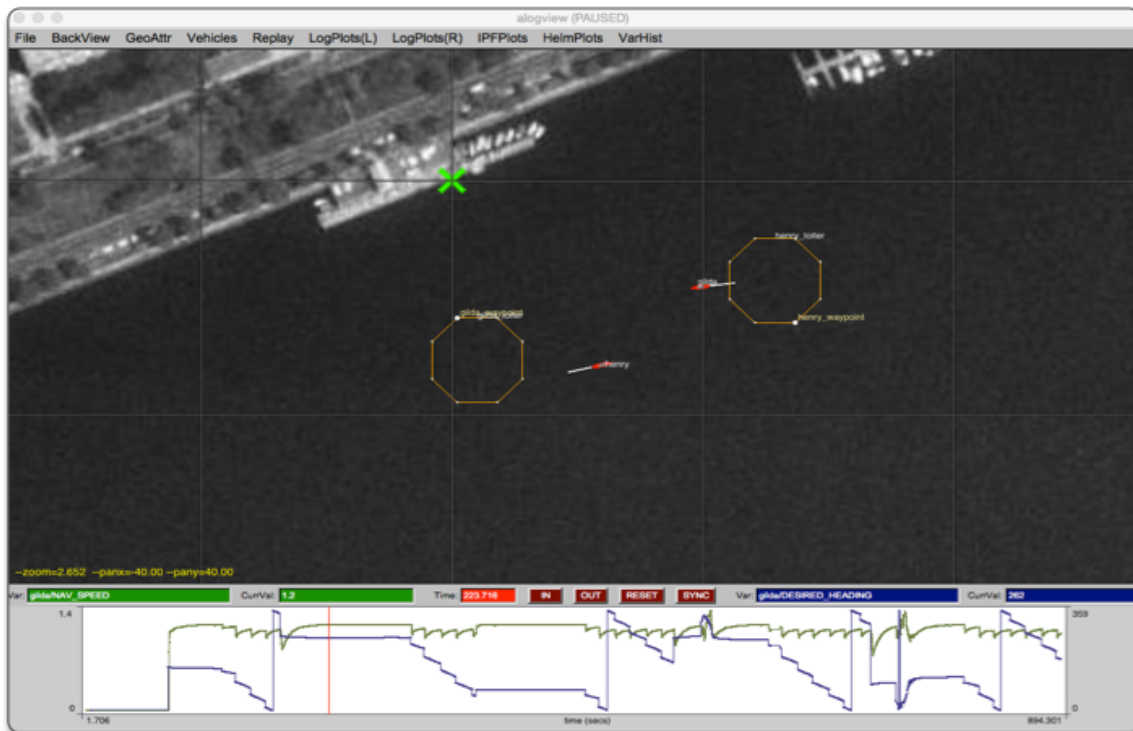 alogview (PAUSED)
File BackView GeoAttr Vehicles Replay LogPlots(L) LogPlots(R) IPFPlots HelmPlots VarHist
henry_loiter
gilda
gilda_waypoint
henry_waypoint
henry
--zoom=2.652 --panx=-40.00 --pany=40.00
Var: gilda/NAV_SPEED CurrVal: 1.2 Time: 223.716 IN OUT RESET SYNC Var: gilda/DESIRED_HEADING CurrVal: 262
1.4 359
0 0
1.706 time (secs) 894.301